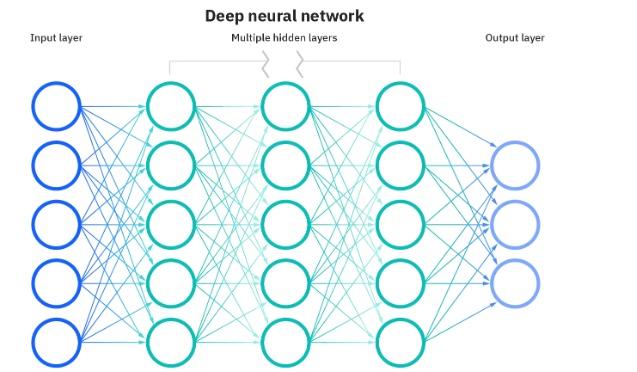 Deep neural network
Input layer
Multiple hidden layers
Output layer